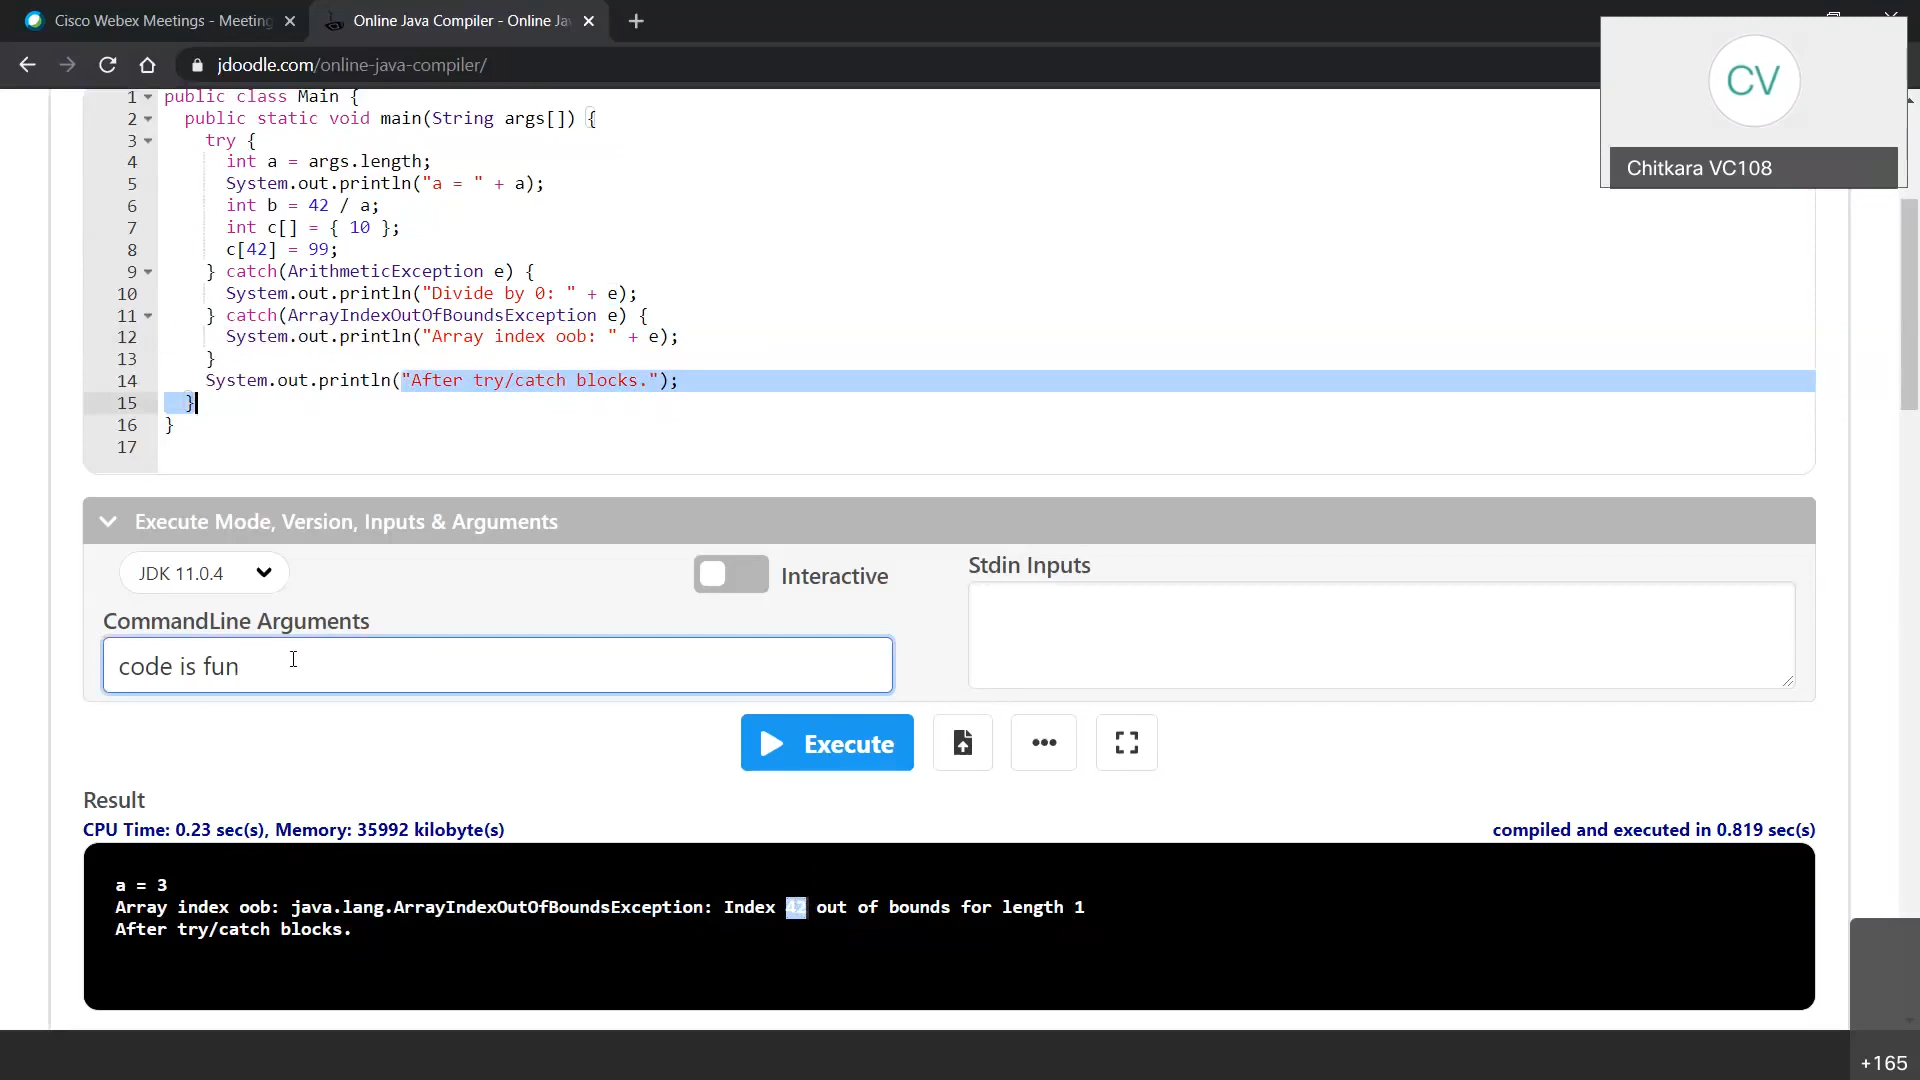 Cisco Webex Meetings - Meeting
Online Java Compiler - Online Ja
jdoodle.com/online-java-compiler/
CV
Chitkara VC108
1 public class Main {
2 public static void main(String args[]) {
3 try {
4 int a = args.length;
5 System.out.println("a = " + a);
6 int b = 42 / a;
7 int c[] = { 10 };
8 c[42] = 99;
9 } catch(ArithmeticException e) {
10 System.out.println("Divide by 0: " + e);
11 } catch(ArrayIndexOutOfBoundsException e) {
12 System.out.println("Array index oob: " + e);
13 }
14 System.out.println("After try/catch blocks.");
15 }
16 }
17
Execute Mode, Version, Inputs & Arguments
JDK 11.0.4
Interactive
Stdin Inputs
CommandLine Arguments
code is fun
Execute
Result
CPU Time: 0.23 sec(s), Memory: 35992 kilobyte(s)
compiled and executed in 0.819 sec(s)
a = 3
Array index oob: java.lang.ArrayIndexOutOfBoundsException: Index 42 out of bounds for length 1
After try/catch blocks.
+165